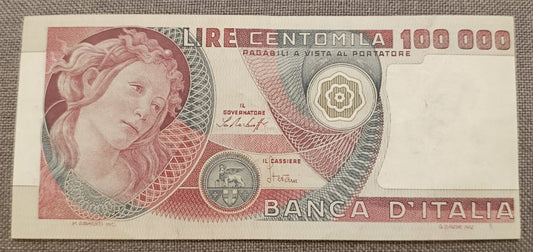 LIRE CENTOMILA 100 000
PAGABILI A VISTA AL PORTATORE
IL
GOVERNATORE
IL CASSIERE
BANCA D'ITALIA